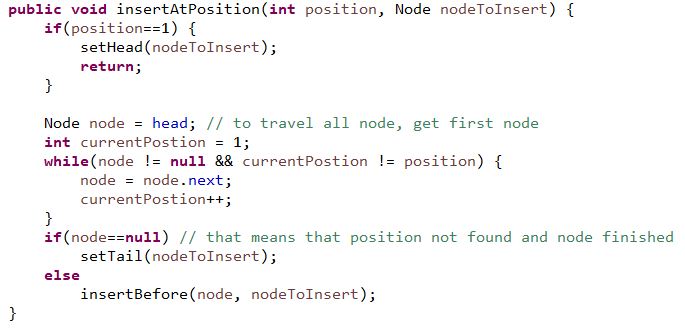 public void insertAtPosition(int position, Node nodeToInsert) {
    if(position==1) {
        setHead(nodeToInsert);
        return;
    }

    Node node = head; // to travel all node, get first node
    int currentPostion = 1;
    while(node != null && currentPostion != position) {
        node = node.next;
        currentPostion++;
    }
    if(node==null) // that means that position not found and node finished
        setTail(nodeToInsert);
    else
        insertBefore(node, nodeToInsert);
}